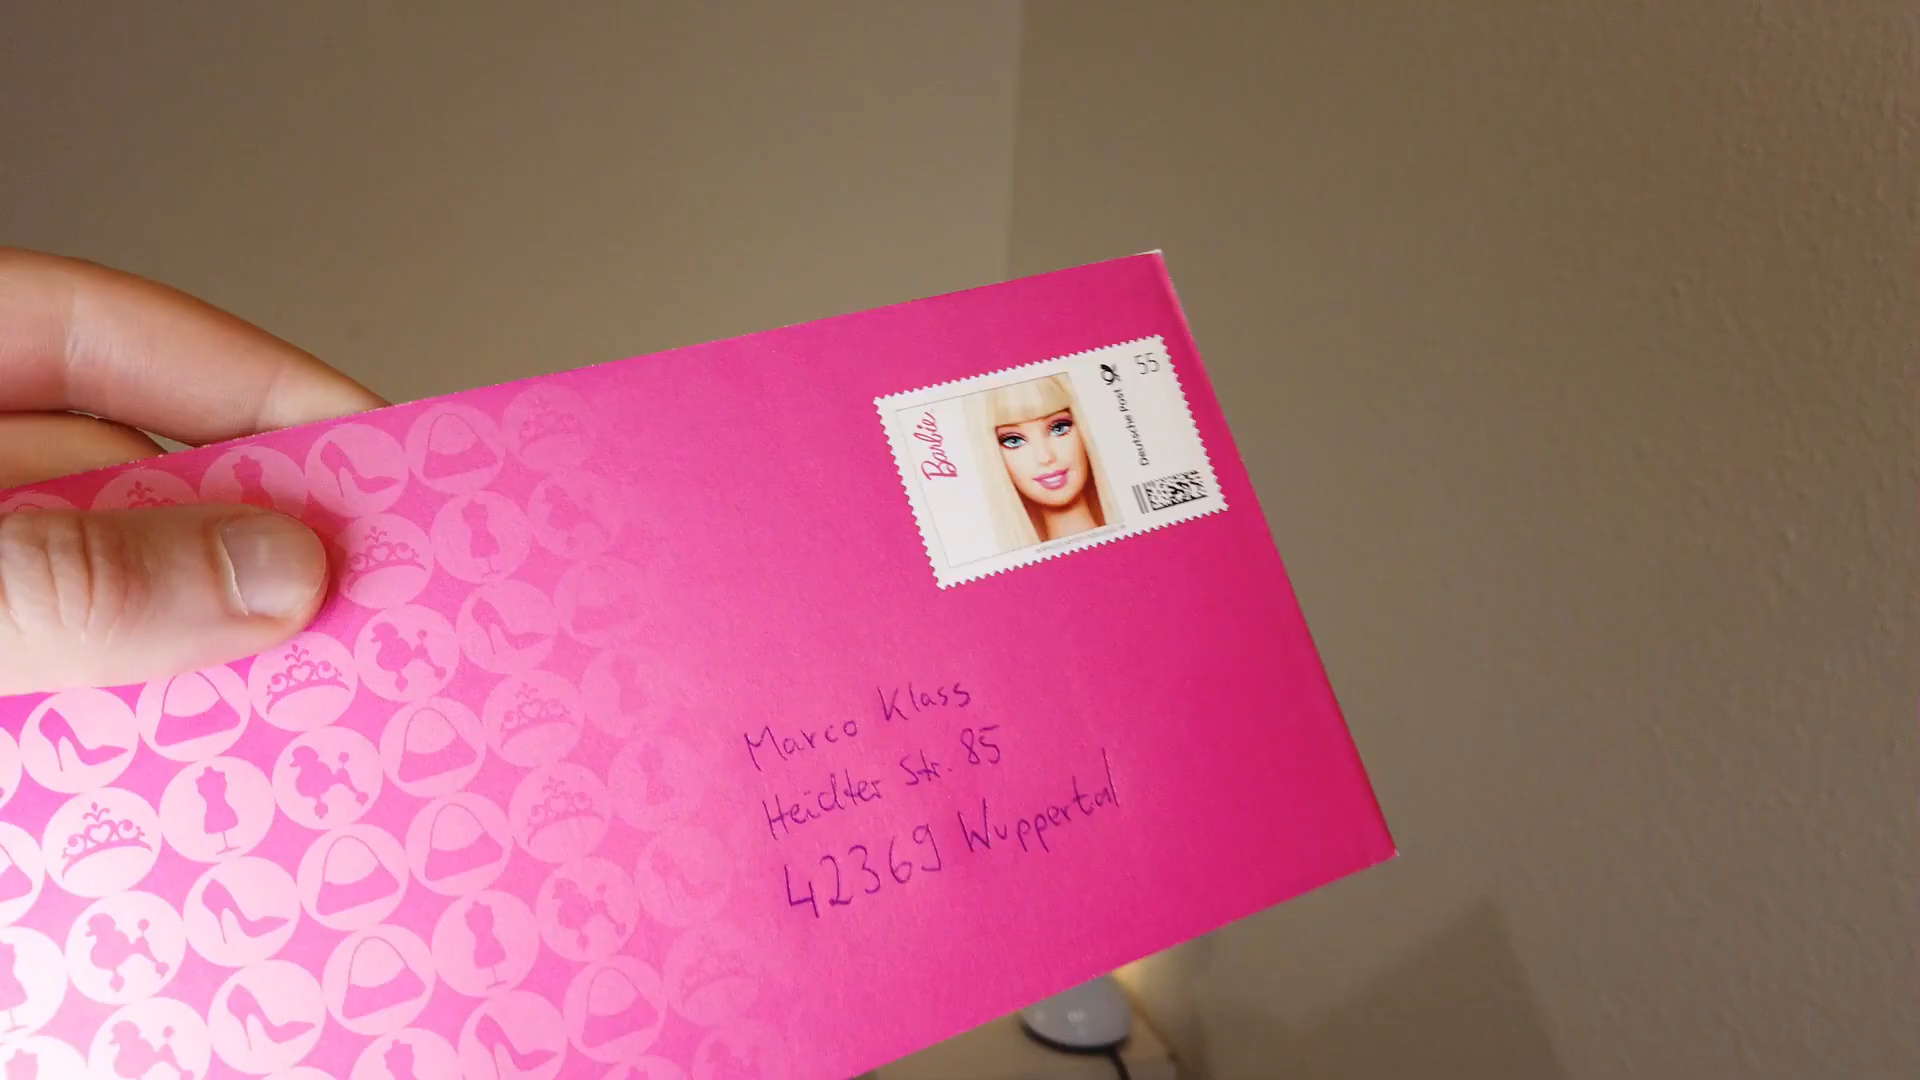 Barbie
Deutsche Post
55
Marco Klass
Heidter Str. 85
42369 Wuppertal